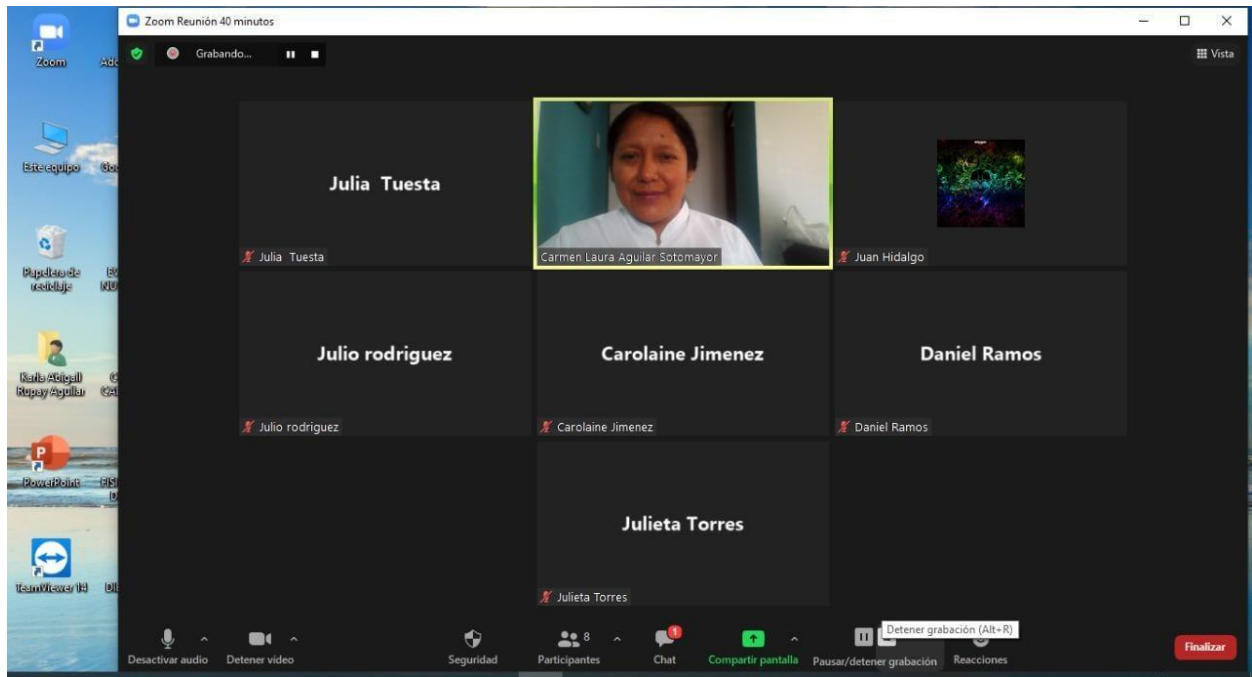 Zoom Reunión 40 minutos
Grabando...
Vista
Zoom
Este equipo
Papelera de
reciclaje
Karla Abigail
Rupay Aguilar
PowerPoint
TeamViewer 14
Julia Tuesta
Julia Tuesta
Carmen Laura Aguilar Sotomayor
Juan Hidalgo
Julio rodriguez
Julio rodriguez
Carolaine Jimenez
Carolaine Jimenez
Daniel Ramos
Daniel Ramos
Julieta Torres
Julieta Torres
Detener grabación (Alt+R)
Desactivar audio
Detener video
Seguridad
8
Participantes
1
Chat
Compartir pantalla
Pausar/detener grabación
Reacciones
Finalizar